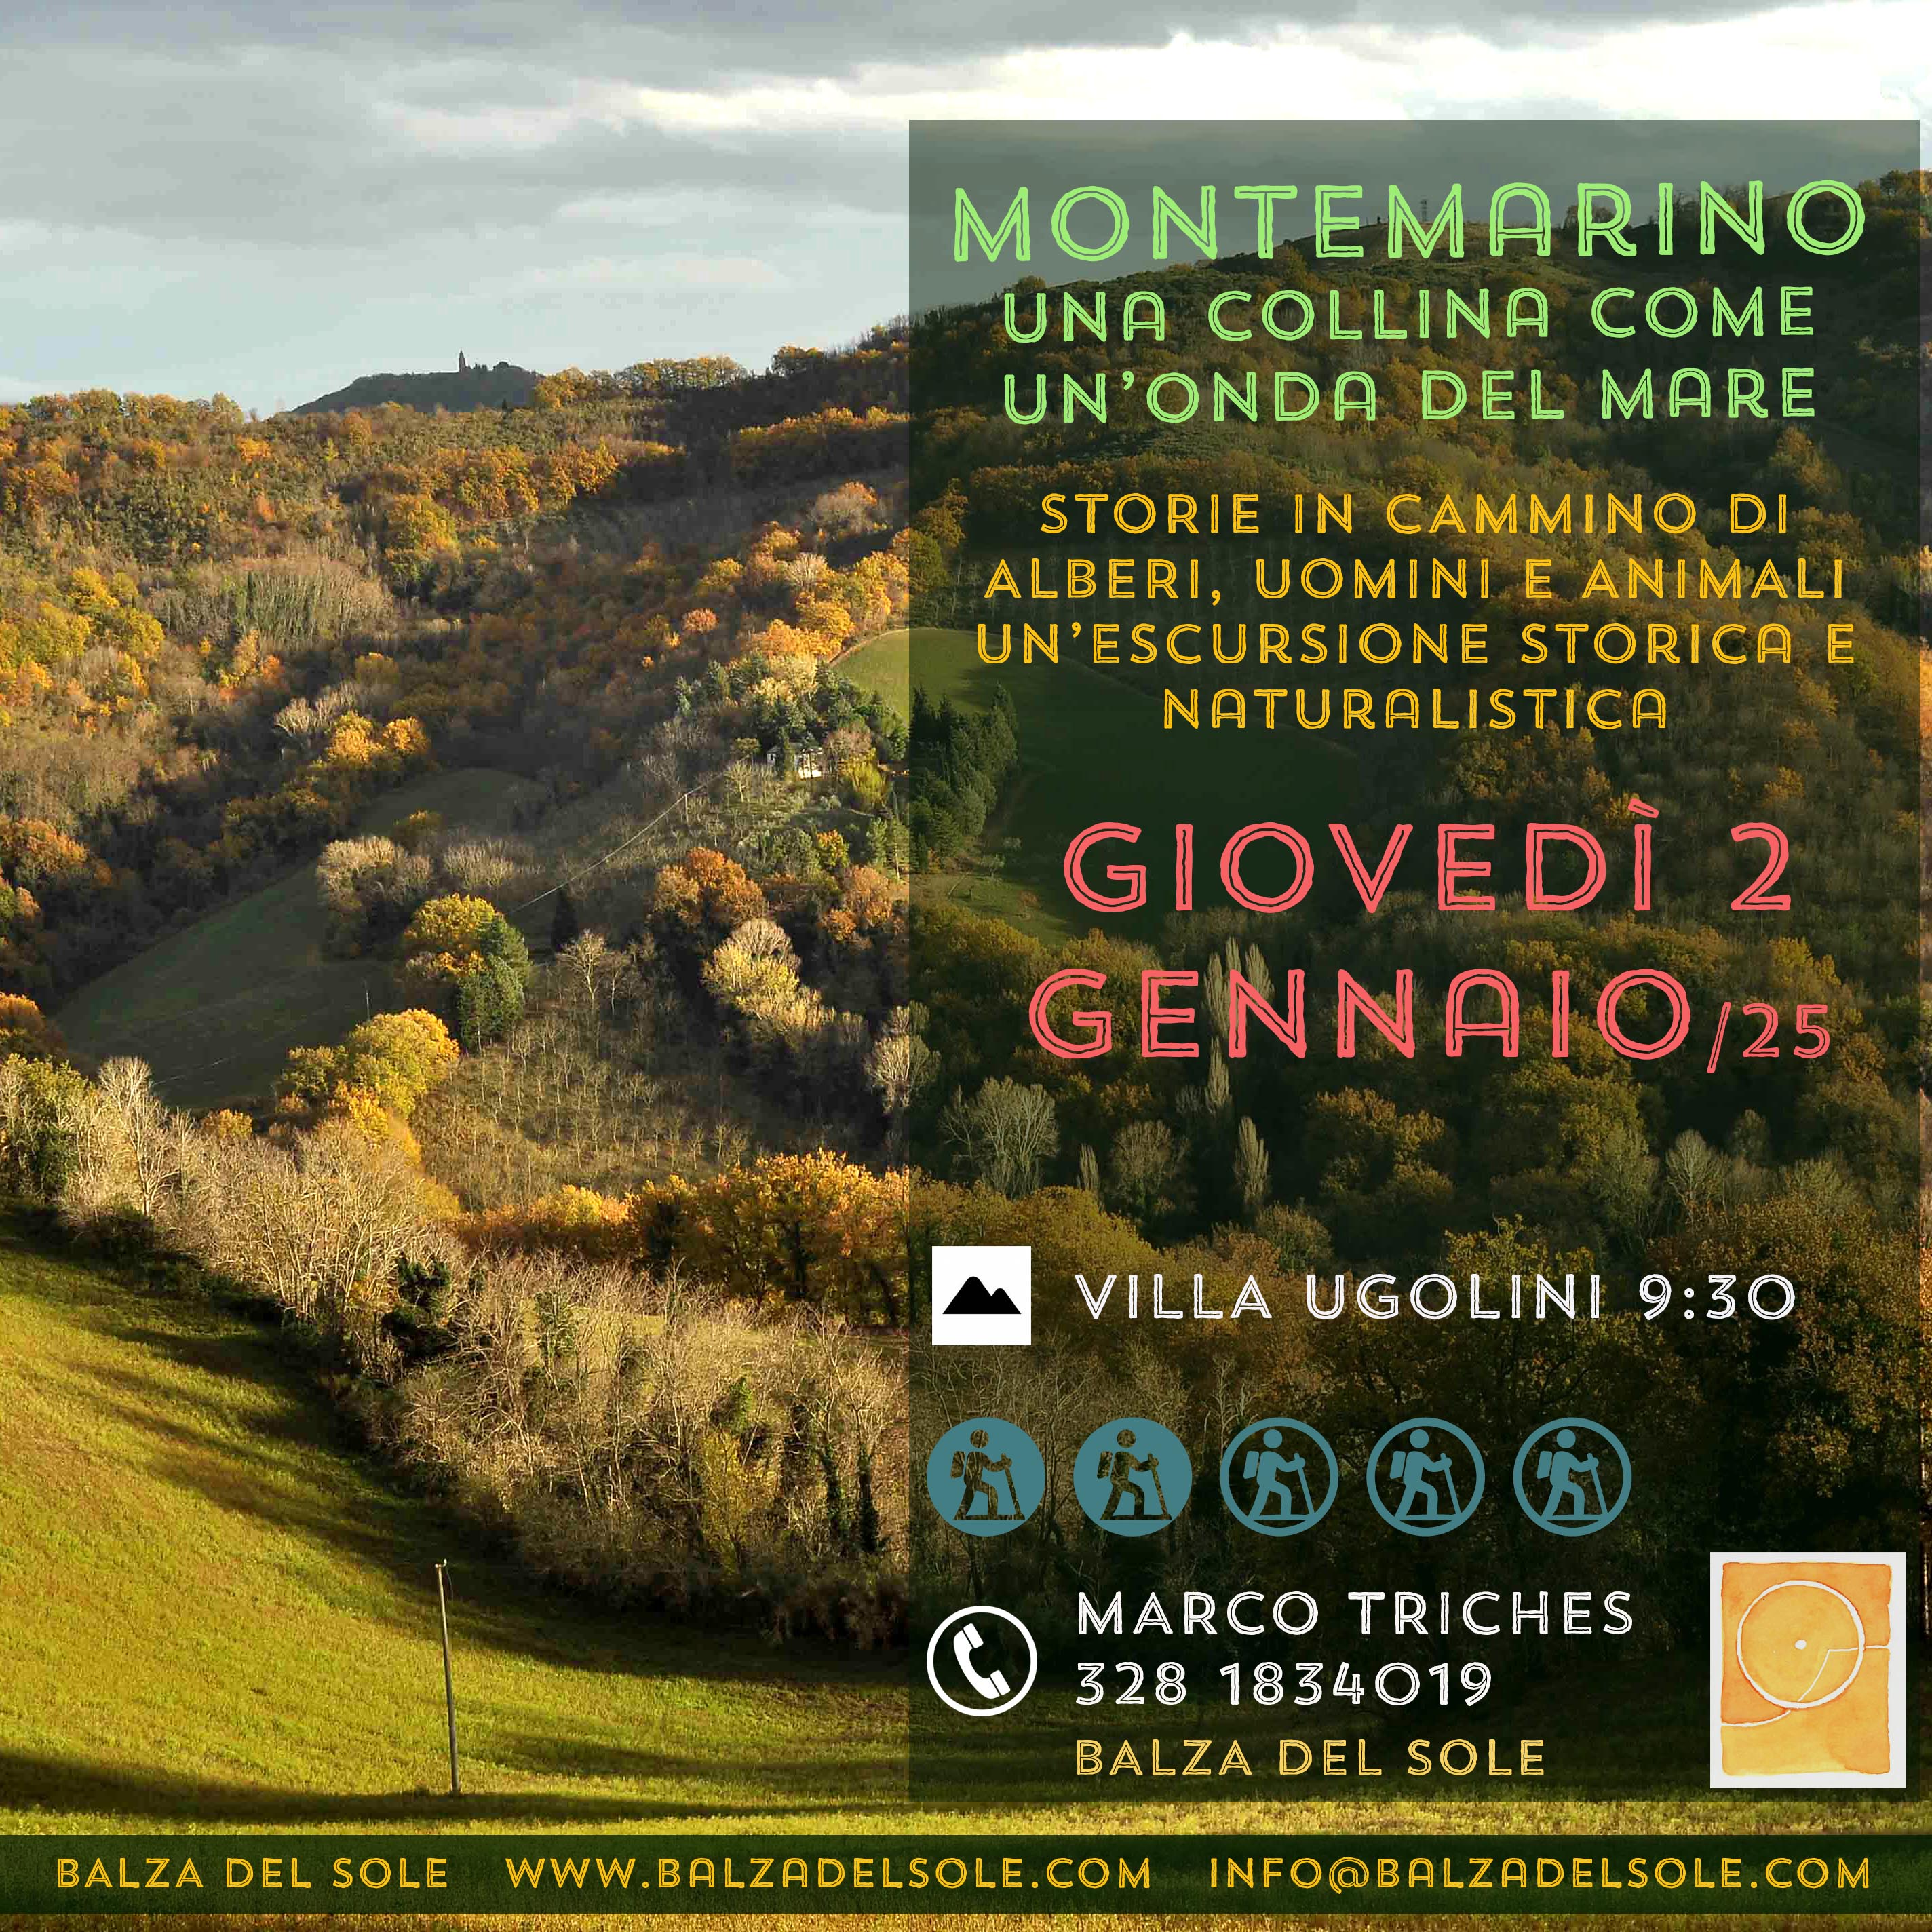 MONTEMARINO
UNA COLLINA COME
UN'ONDA DEL MARE
STORIE IN CAMMINO DI
ALBERI, UOMINI E ANIMALI
UN'ESCURSIONE STORICA E
NATURALISTICA
GIOVEDÌ 2
GENNAIO/25
VILLA UGOLINI 9:30
MARCO TRICHES
328 1834019
BALZA DEL SOLE
BALZA DEL SOLE WWW.BALZADELSOLE.COM INFO@BALZADELSOLE.COM